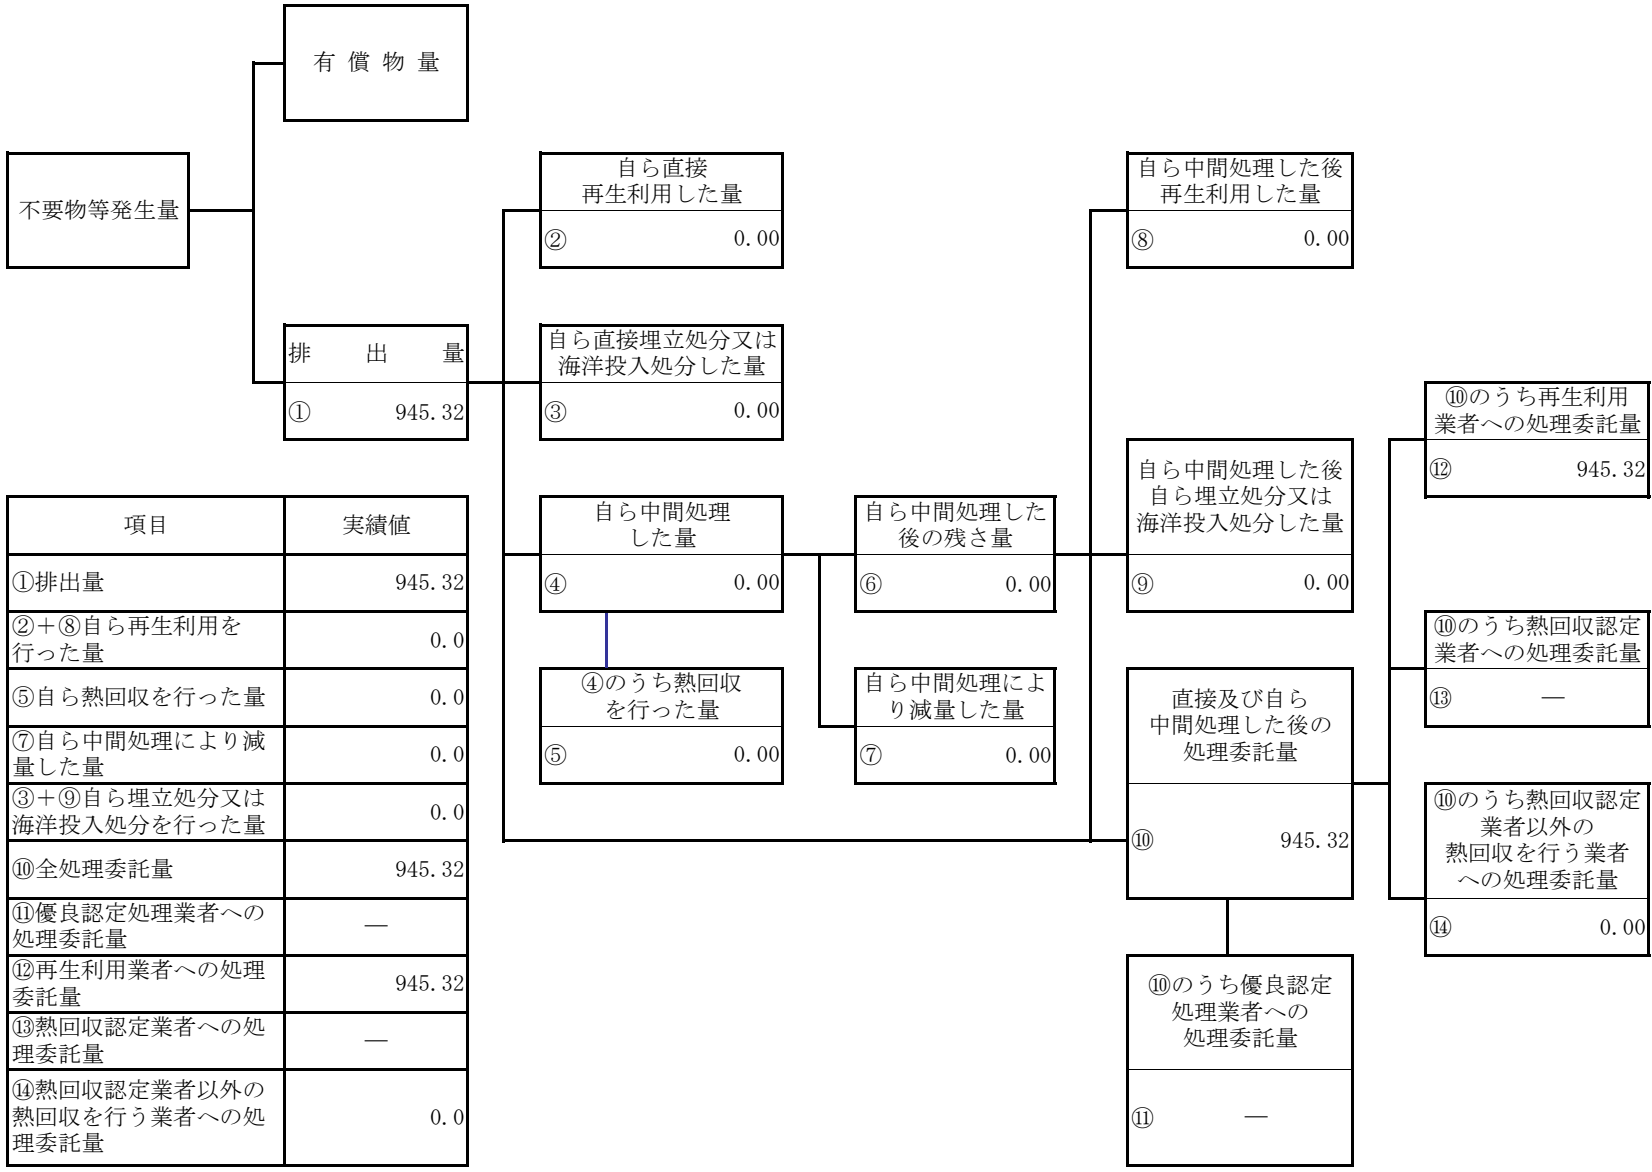 有 償 物 量
不要物等発生量
自ら直接
再生利用した量
② 0.00
自ら中間処理した後
再生利用した量
⑧ 0.00
排 出 量
① 945.32
自ら直接埋立処分又は
海洋投入処分した量
③ 0.00
⑩のうち再生利用
業者への処理委託量
⑫ 945.32
自ら中間処理
した量
④ 0.00
自ら中間処理した
後の残さ量
⑥ 0.00
自ら中間処理した後
自ら埋立処分又は
海洋投入処分した量
⑨ 0.00
⑩のうち熱回収認定
業者への処理委託量
⑬ ―
④のうち熱回収
を行った量
⑤ 0.00
自ら中間処理によ
り減量した量
⑦ 0.00
直接及び自ら
中間処理した後の
処理委託量
⑩ 945.32
⑩のうち熱回収認定
業者以外の
熱回収を行う業者
への処理委託量
⑭ 0.00
⑩のうち優良認定
処理業者への
処理委託量
⑪ ―
項目 実績値
①排出量 945.32
②＋⑧自ら再生利用を
行った量 0.0
⑤自ら熱回収を行った量 0.0
⑦自ら中間処理により減
量した量 0.0
③＋⑨自ら埋立処分又は
海洋投入処分を行った量 0.0
⑩全処理委託量 945.32
⑪優良認定処理業者への
処理委託量 ―
⑫再生利用業者への処理
委託量 945.32
⑬熱回収認定業者への処
理委託量 ―
⑭熱回収認定業者以外の
熱回収を行う業者への処
理委託量 0.0